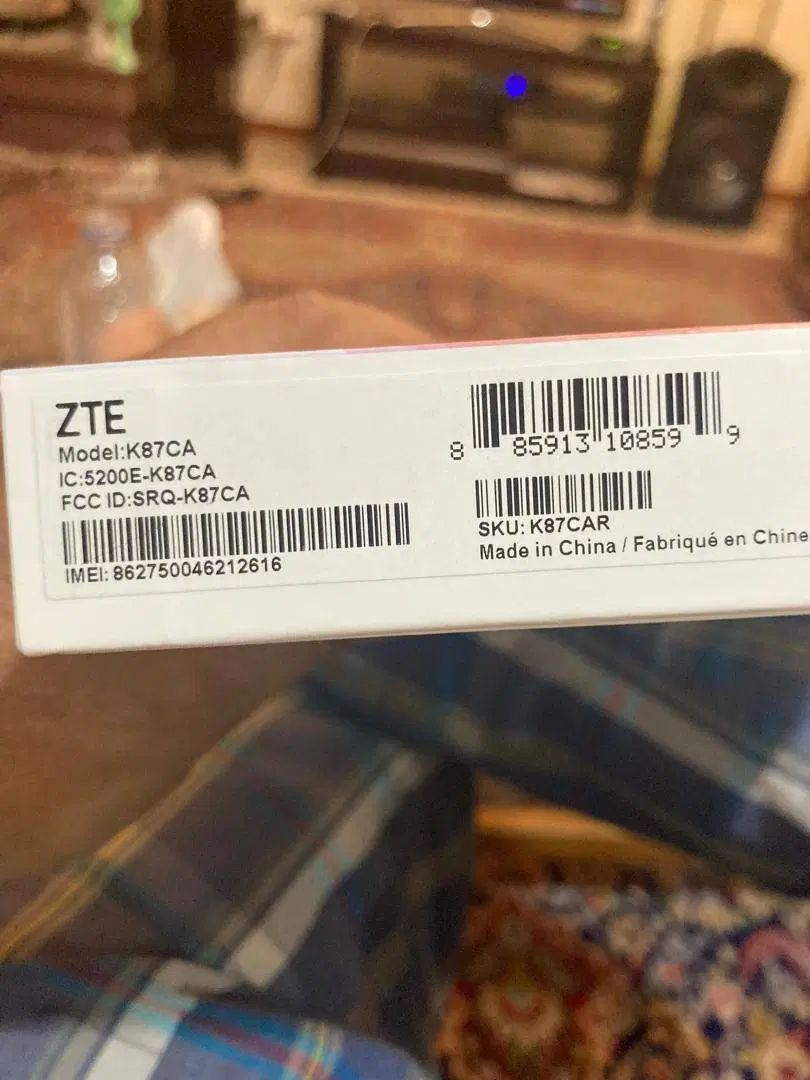 ZTE
Model:K87CA
IC:5200E-K87CA
FCC ID:SRQ-K87CA
IMEI: 862750046212616
8 85913 10859 9
SKU: K87CAR
Made in China / Fabriqué en Chine